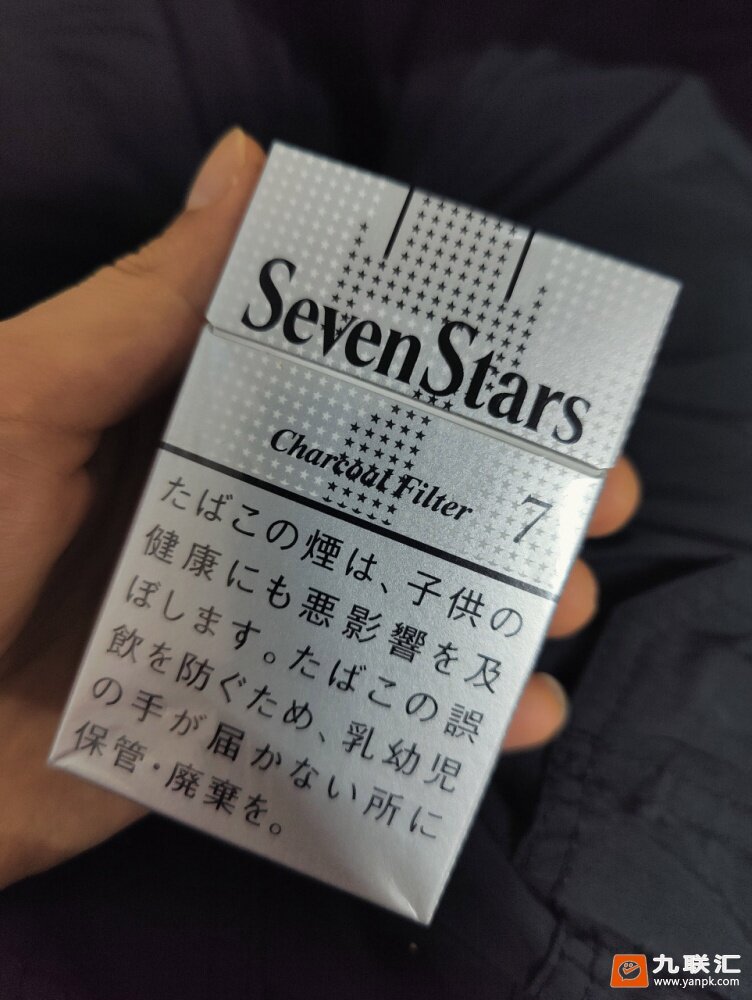 Seven Stars
Charcoal Filter 7
たばこの煙は、子供の
健康にも悪影響を及
ぼします。たばこの誤
飲を防ぐため、乳幼児
の手が届かない所に
保管・廃棄を。
九联汇
www.yanpk.com